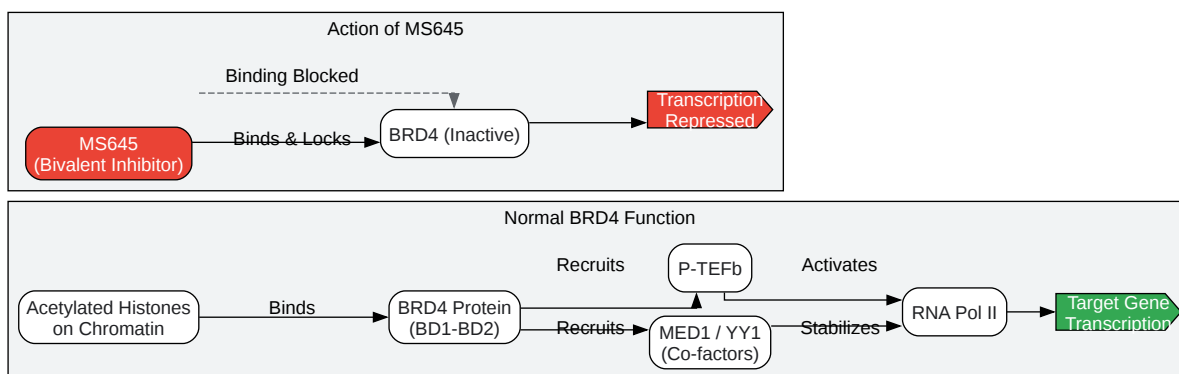 Action of MS645
Binding Blocked
MS645
(Bivalent Inhibitor)
Binds & Locks
BRD4 (Inactive)
Transcription
Repressed
Normal BRD4 Function
Acetylated Histones
on Chromatin
Binds
BRD4 Protein
(BD1-BD2)
Recruits
P-TEFb
Activates
Recruits
MED1 / YY1
(Co-factors)
Stabilizes
RNA Pol II
Target Gene
Transcription